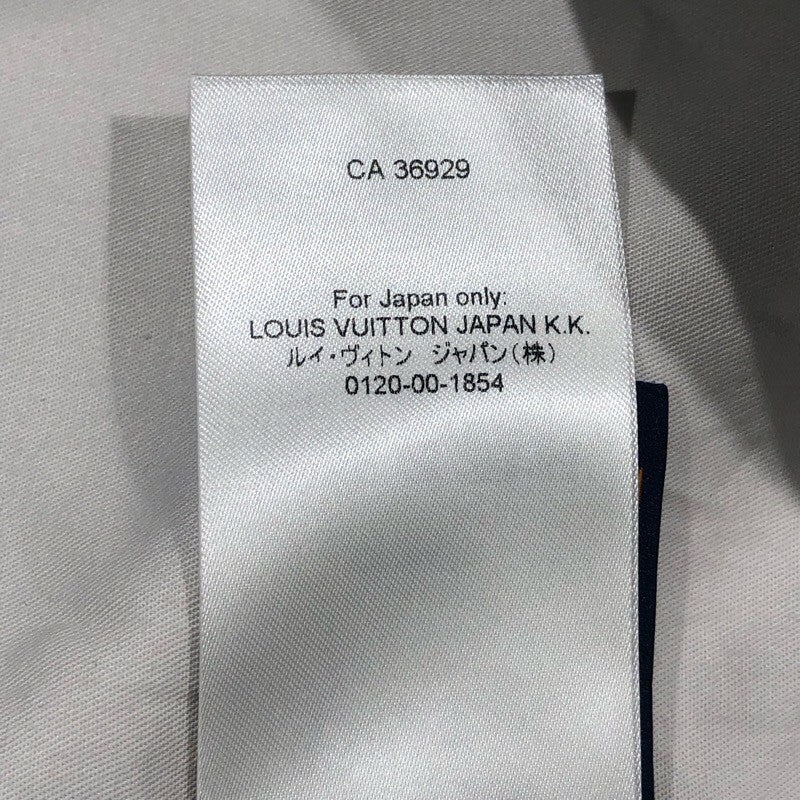 CA 36929
For Japan only:
LOUIS VUITTON JAPAN K.K.
ルイ・ヴィトン ジャパン(株)
0120-00-1854